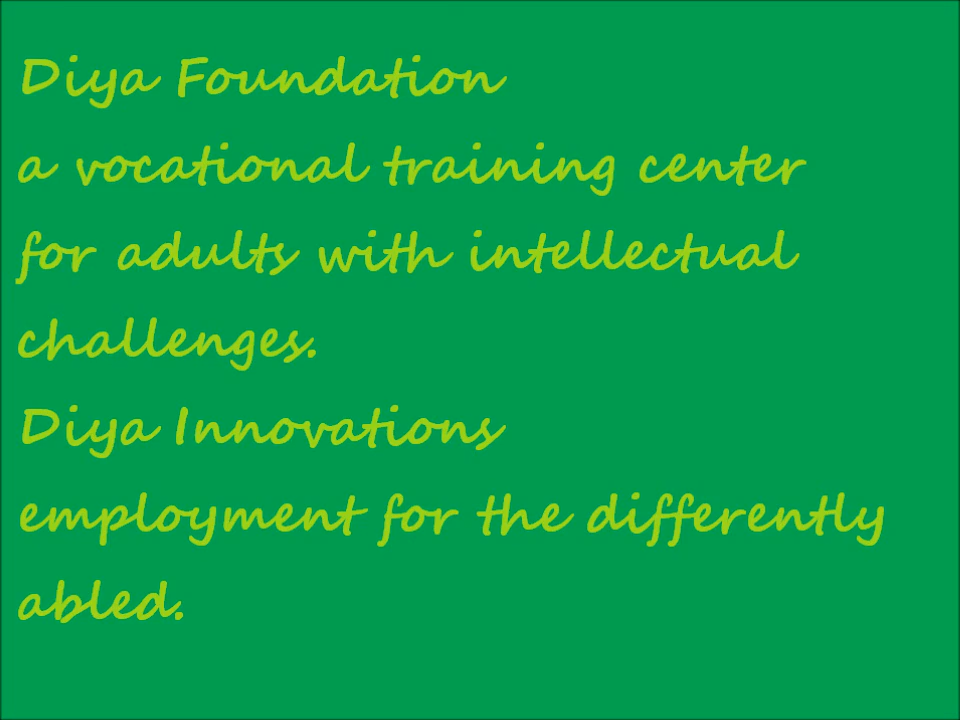 Diya Foundation
a vocational training center
for adults with intellectual
challenges.
Diya Innovations
employment for the differently
abled.